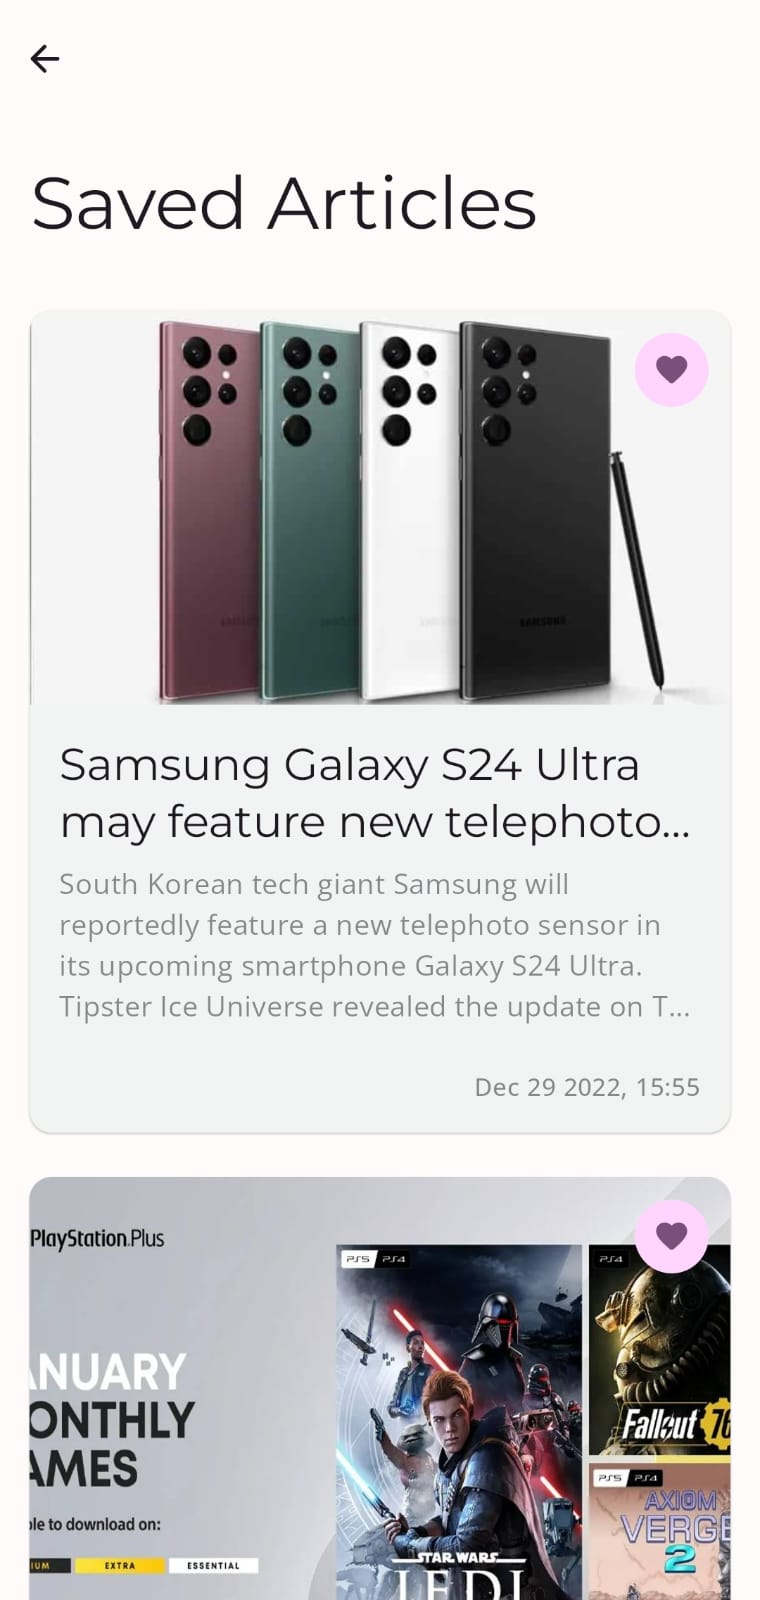 Saved Articles
SAMSUNG
Samsung Galaxy S24 Ultra
may feature new telephoto...
South Korean tech giant Samsung will
reportedly feature a new telephoto sensor in
its upcoming smartphone Galaxy S24 Ultra.
Tipster Ice Universe revealed the update on T...
Dec 29 2022, 15:55
PlayStation.Plus
ANUARY
ONTHLY
AMES
ble to download on:
IUM EXTRA ESSENTIAL
PS5 PS4
STAR WARS
JEDI
PS4
Fallout 76
PS5 PS4
AXIOM
VERGE
2